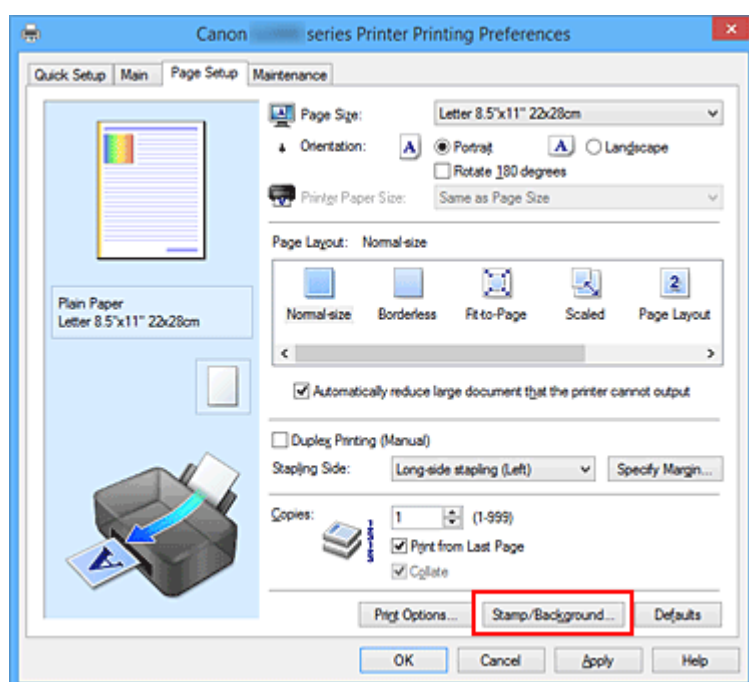 Canon series Printer Printing Preferences
Quick Setup Main Page Setup Maintenance
Page Size: Letter 8.5"x11" 22x28cm
Orientation: A Portrait A Landscape
Rotate 180 degrees
Printer Paper Size: Same as Page Size
Page Layout: Normal-size
2
Normal-size Borderless Fit-to-Page Scaled Page Layout
Plain Paper
Letter 8.5"x11" 22x28cm
Automatically reduce large document that the printer cannot output
Duplex Printing (Manual)
Stapling Side: Long-side stapling (Left) Specify Margin...
Copies: 1 (1-999)
Print from Last Page
Collate
A
Print Options... Stamp/Background... Defaults
OK Cancel Apply Help